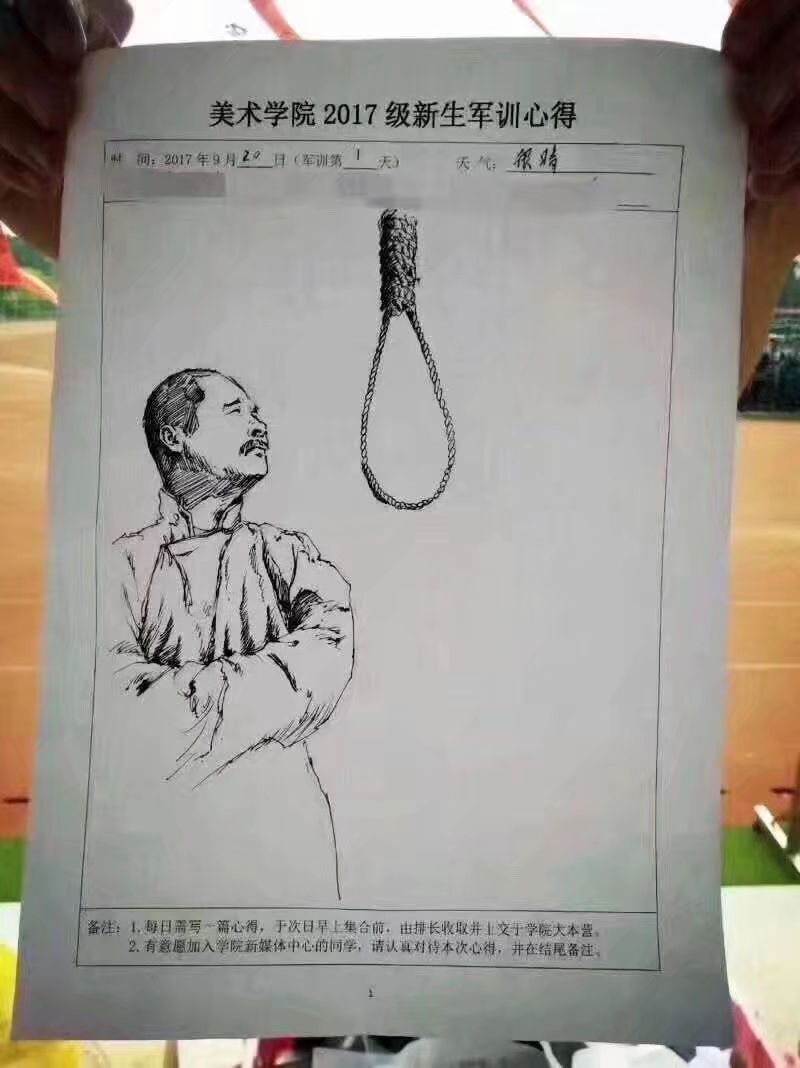 美术学院 2017 级新生军训心得
时 间：2017 年 9 月 20 日（军训第 1 天） 天 气： 很晴
备注：1. 每日需写一篇心得，于次日早上集合前，由排长收取并上交于学院大本营。
2. 有意愿加入学院新媒体中心的同学，请认真对待本次心得，并在结尾备注。
1